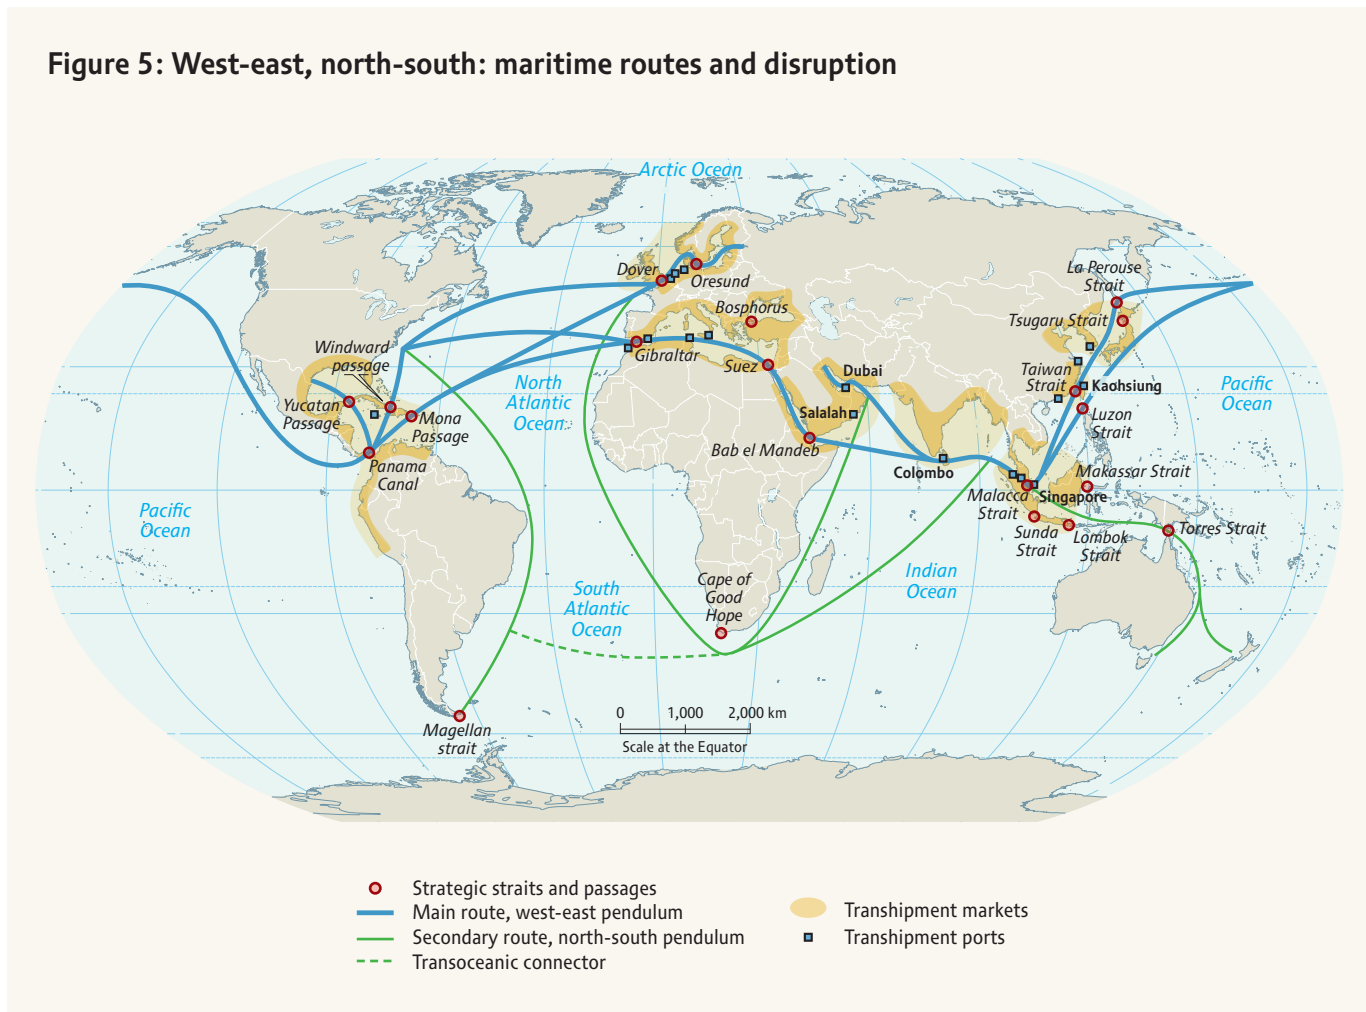 Figure 5: West-east, north-south: maritime routes and disruption
Arctic Ocean
Dover
Oresund
Bosphorus
La Perouse
Strait
Tsugaru Strait
Windward
passage
Gibraltar
Suez
Dubai
Taiwan
Strait
Kaohsiung
North
Atlantic
Ocean
Pacific
Ocean
Yucatan
Passage
Mona
Passage
Salalah
Luzon
Strait
Bab el Mandeb
Colombo
Panama
Canal
Makassar Strait
Malacca
Strait
Singapore
Pacific
Ocean
Sunda
Strait
Lombok
Strait
Torres Strait
Cape of
Good
Hope
Indian
Ocean
South
Atlantic
Ocean
Magellan
strait
0 1,000 2,000 km
Scale at the Equator
Strategic straits and passages
Main route, west-east pendulum
Secondary route, north-south pendulum
Transoceanic connector
Transhipment markets
Transhipment ports